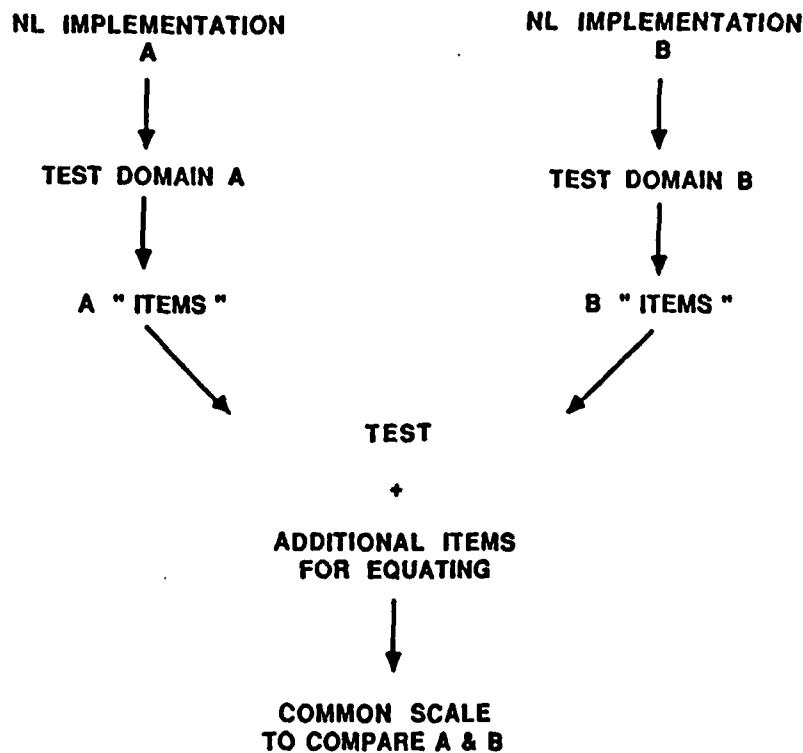 NL IMPLEMENTATION
A
NL IMPLEMENTATION
B
TEST DOMAIN A
TEST DOMAIN B
A " ITEMS "
B " ITEMS "
TEST
+
ADDITIONAL ITEMS
FOR EQUATING
COMMON SCALE
TO COMPARE A & B